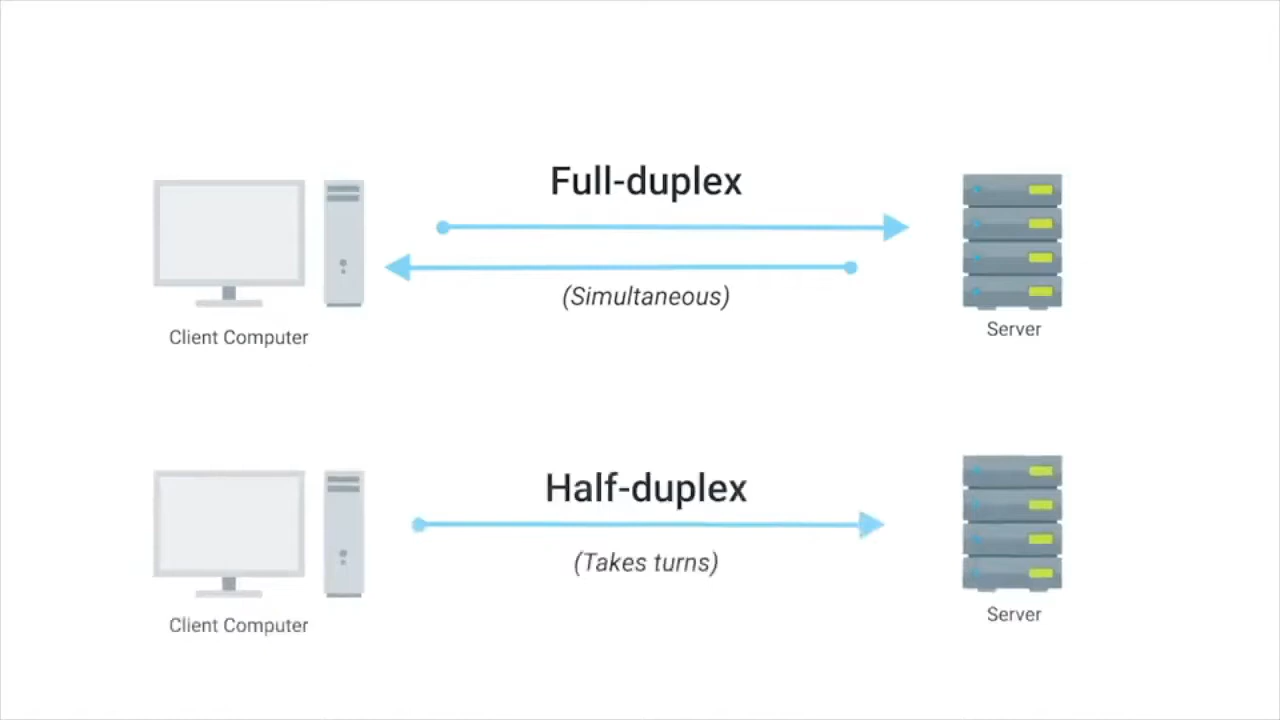 Full-duplex
(Simultaneous)
Client Computer
Server
Half-duplex
(Takes turns)
Client Computer
Server